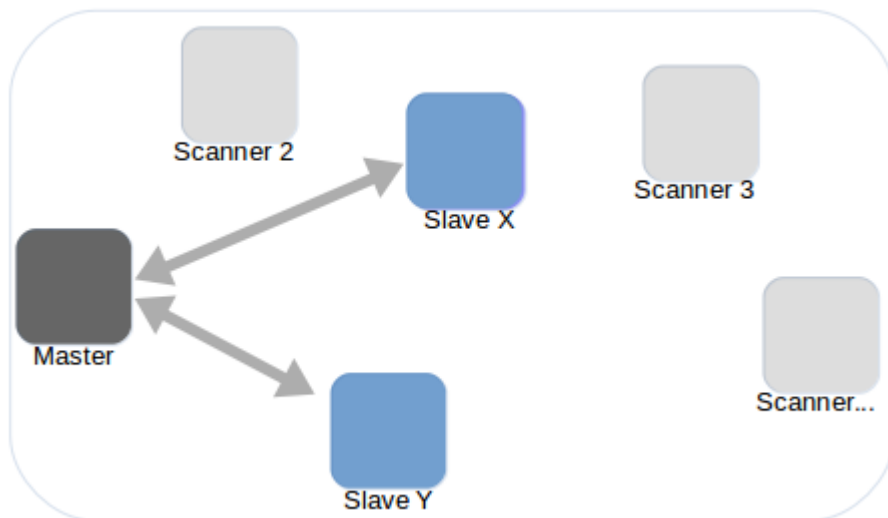 Scanner 2
Slave X
Scanner 3
Master
Scanner...
Slave Y